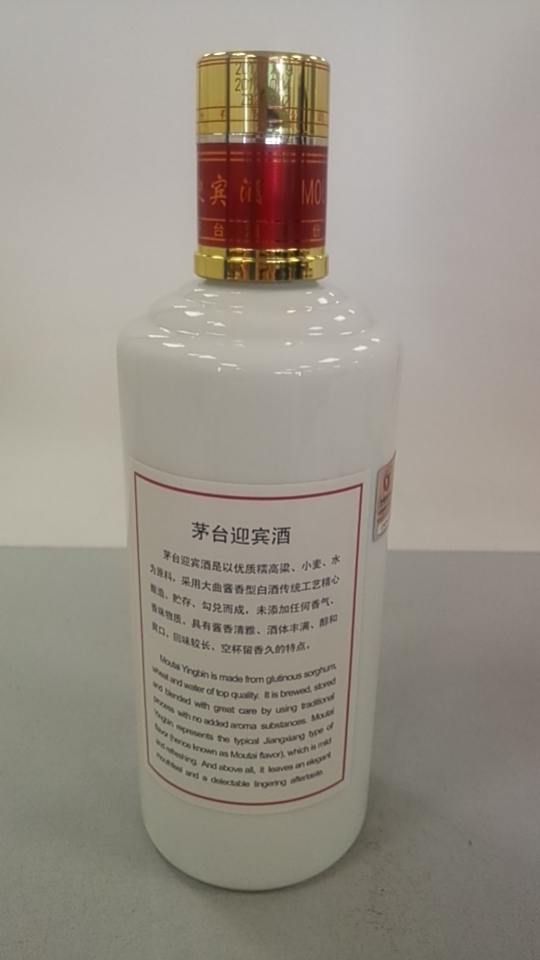 宾酒 MOU
台 份
茅台迎宾酒
茅台迎宾酒是以优质糯高粱、小麦、水
为原料，采用大曲酱香型白酒传统工艺精心
酿造、贮存、勾兑而成，未添加任何香气、
香味物质。具有酱香清雅、酒体丰满、醇和
爽口、回味较长、空杯留香久的特点。
Moutai Yingbin is made from glutinous sorghum,
wheat and water of top quality. It is brewed, stored
and blended with great care by using traditional
process with no added aroma substances. Moutai
Yingbin represents the typical Jiangxiang type of
flavor (hence known as Moutai flavor), which is mild
and refreshing. And above all, it leaves an elegant
mouthfeel and a delectable lingering aftertaste.